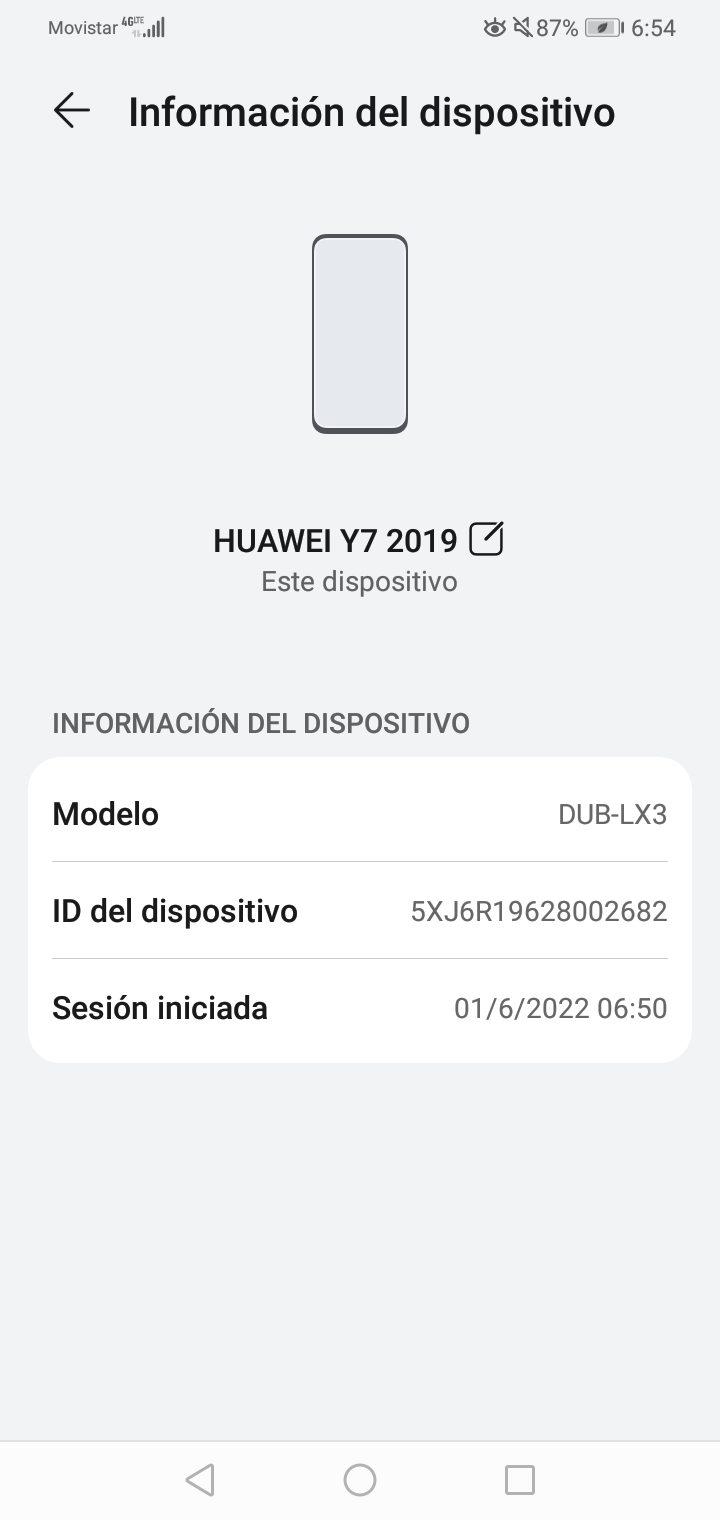 Movistar 4G LTE 87% 6:54
Información del dispositivo
HUAWEI Y7 2019
Este dispositivo
INFORMACIÓN DEL DISPOSITIVO
Modelo DUB-LX3
ID del dispositivo 5XJ6R19628002682
Sesión iniciada 01/6/2022 06:50